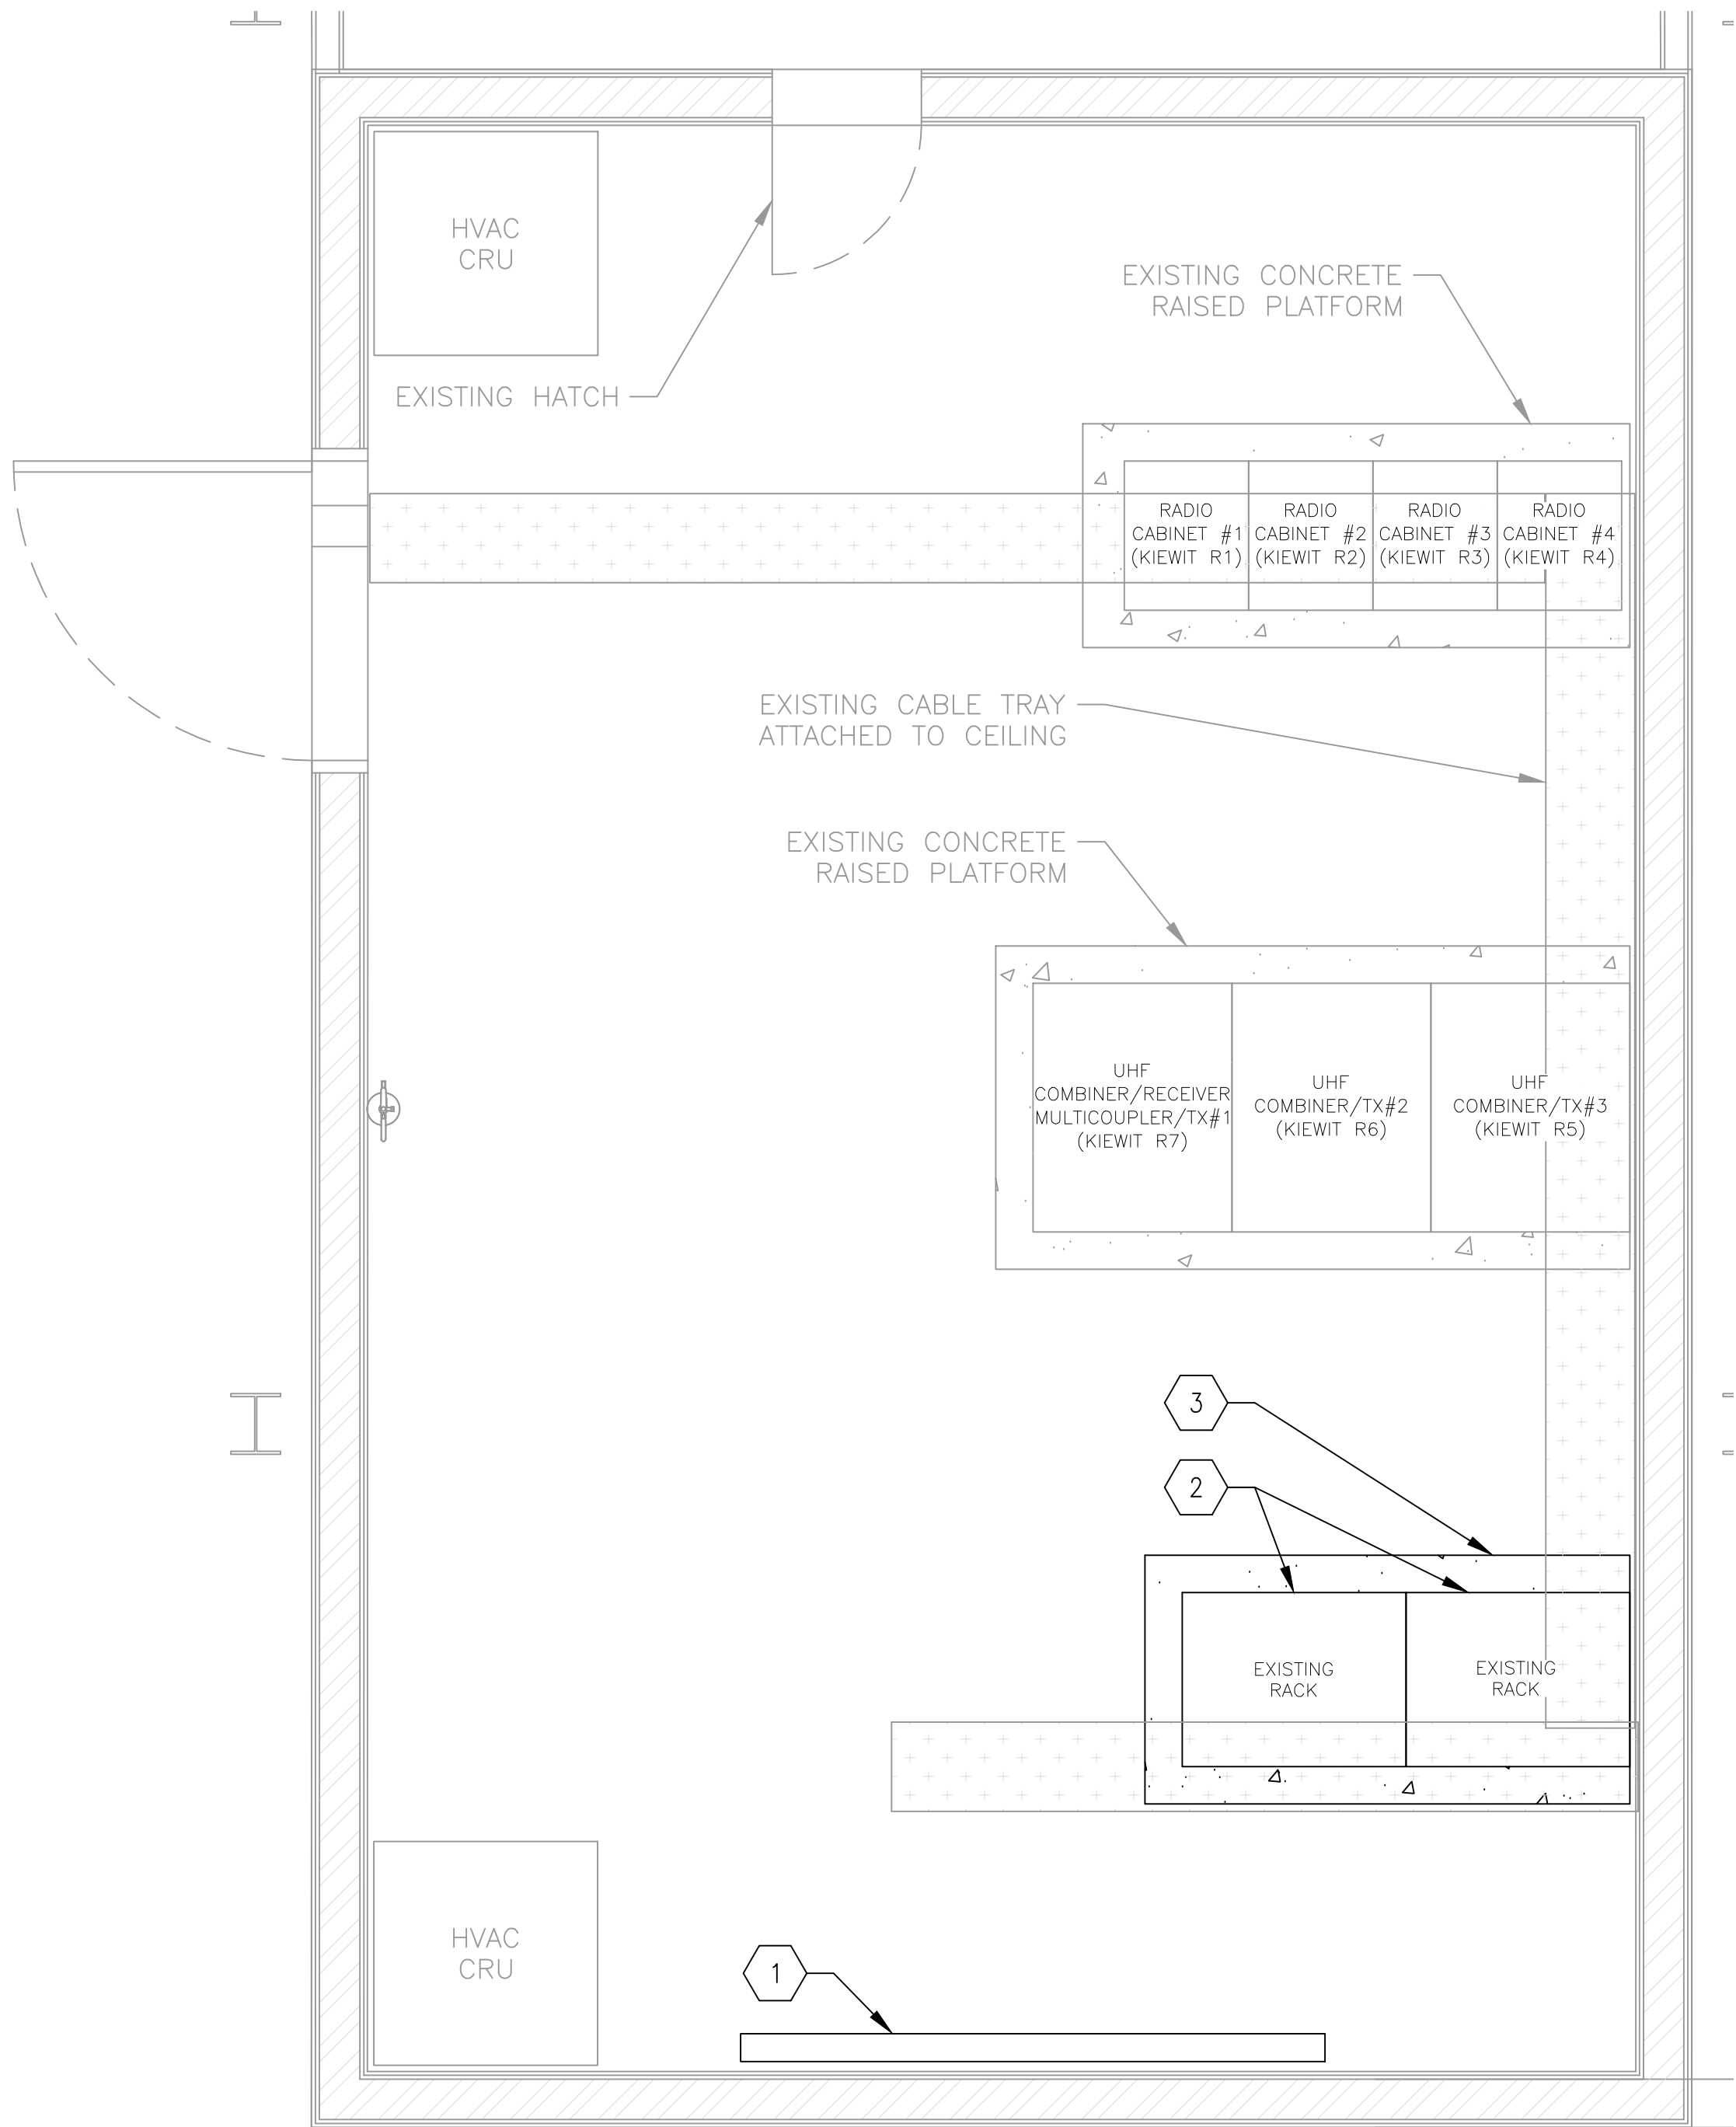 HVAC
CRU
EXISTING CONCRETE
RAISED PLATFORM
EXISTING HATCH
RADIO
CABINET #1
(KIEWIT R1)
RADIO
CABINET #2
(KIEWIT R2)
RADIO
CABINET #3
(KIEWIT R3)
RADIO
CABINET #4
(KIEWIT R4)
EXISTING CABLE TRAY
ATTACHED TO CEILING
EXISTING CONCRETE
RAISED PLATFORM
UHF
COMBINER/RECEIVER
MULTICOUPLER/TX#1
(KIEWIT R7)
UHF
COMBINER/TX#2
(KIEWIT R6)
UHF
COMBINER/TX#3
(KIEWIT R5)
3
2
EXISTING
RACK
EXISTING
RACK
HVAC
CRU
1